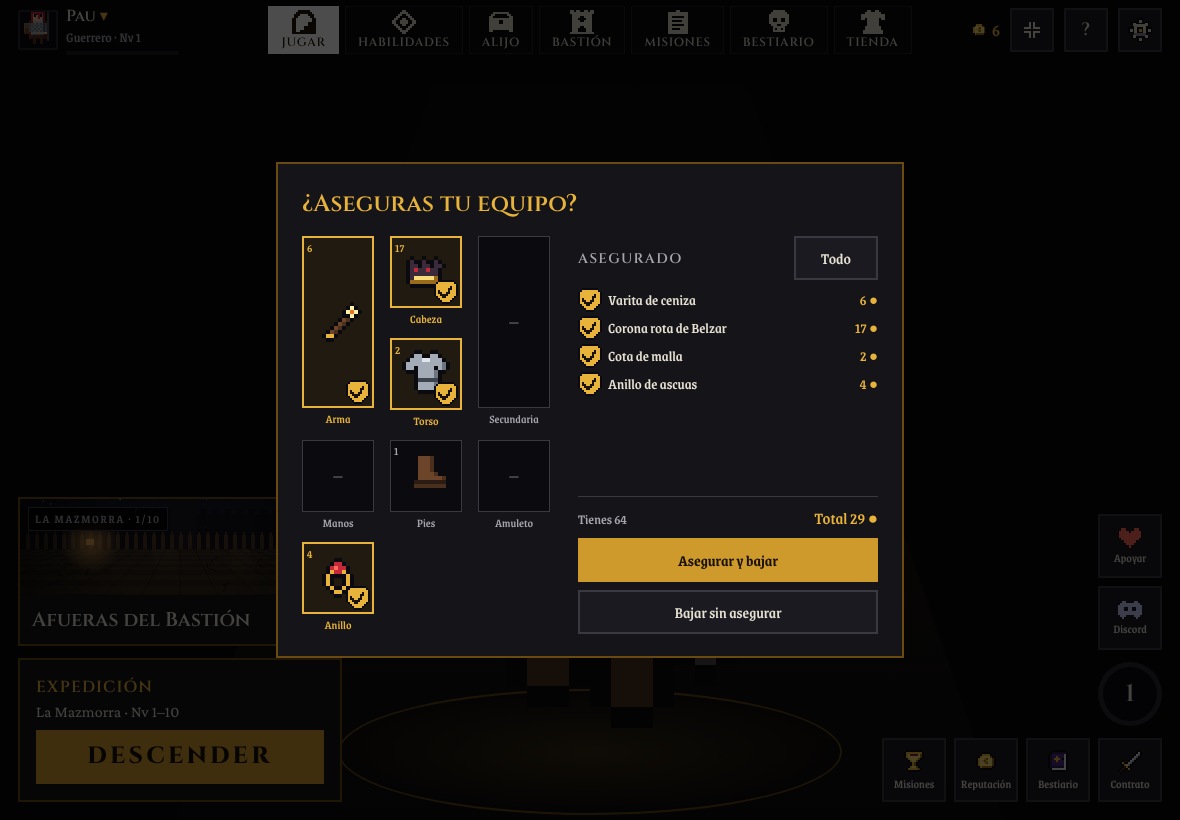 Pau ▾
Guerrero · Nv 1
JUGAR
HABILIDADES
ALIJO
BASTIÓN
MISIONES
BESTIARIO
TIENDA
6
?
¿Aseguras tu equipo?
6
Arma
17
Cabeza
2
Torso
–
Secundaria
–
Manos
1
Pies
–
Amuleto
4
Anillo
ASEGURADO
Todo
Varita de ceniza 6
Corona rota de Belzar 17
Cota de malla 2
Anillo de ascuas 4
Tienes 64
Total 29
Asegurar y bajar
Bajar sin asegurar
LA MAZMORRA · 1/10
Afueras del Bastión
EXPEDICIÓN
La Mazmorra · Nv 1–10
DESCENDER
Apoyar
Discord
1
Misiones
Reputación
Bestiario
Contrato